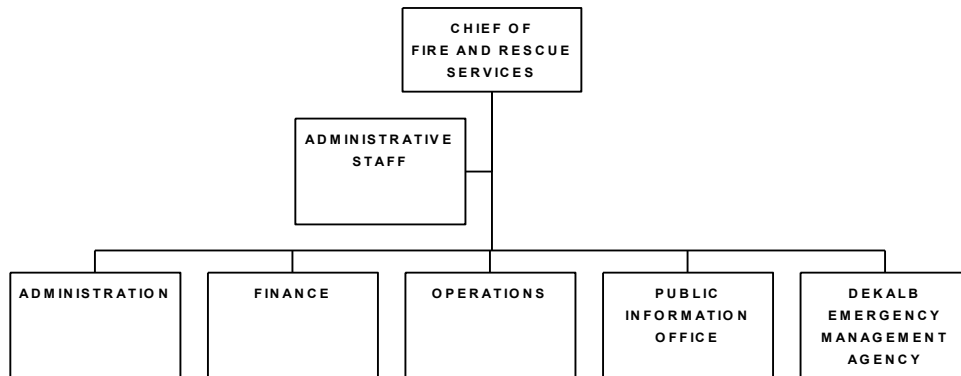 CHIEF OF
FIRE AND RESCUE
SERVICES
ADMINISTRATIVE
STAFF
ADMINISTRATION
FINANCE
OPERATIONS
PUBLIC
INFORMATION
OFFICE
DEKALB
EMERGENCY
MANAGEMENT
AGENCY